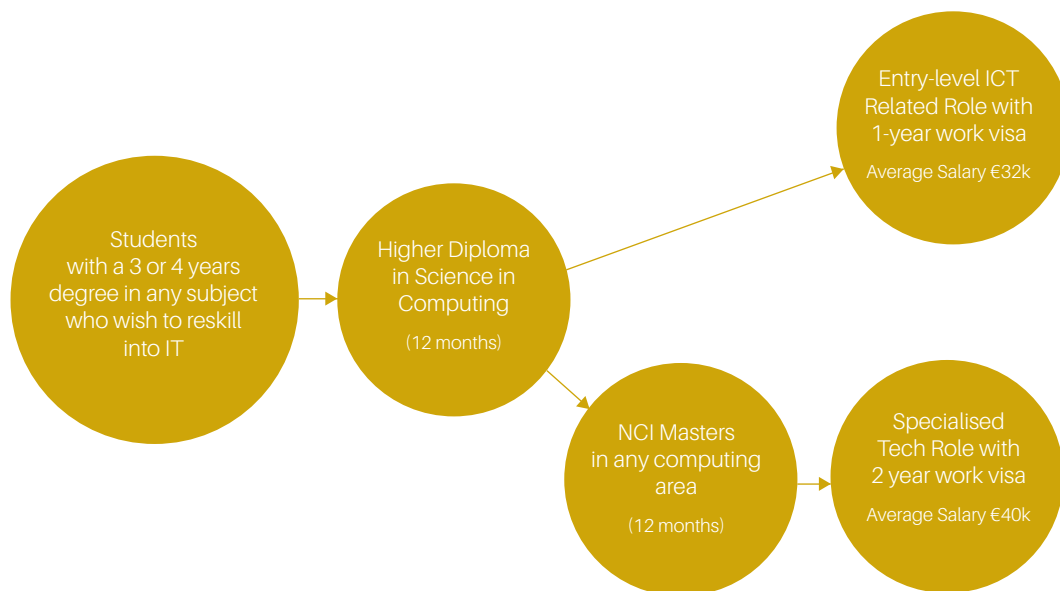 Students
with a 3 or 4 years
degree in any subject
who wish to reskill
into IT
Higher Diploma
in Science in
Computing
(12 months)
Entry-level ICT
Related Role with
1-year work visa
Average Salary €32k
NCI Masters
in any computing
area
(12 months)
Specialised
Tech Role with
2 year work visa
Average Salary €40k